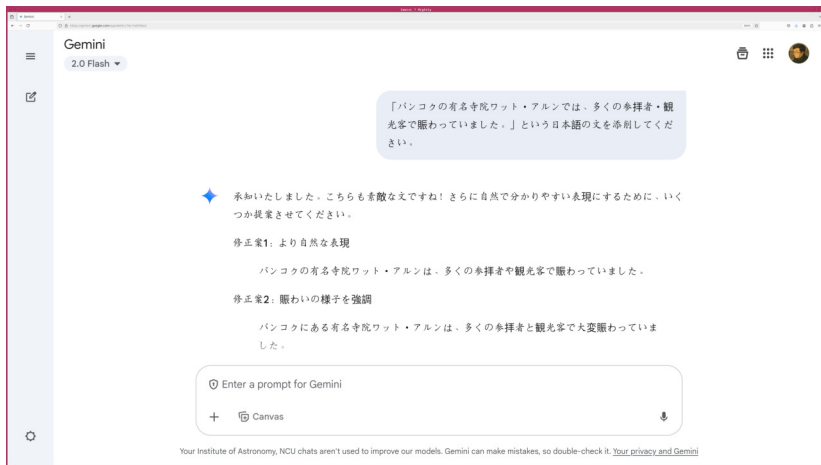 Gemini
2.0 Flash
「バンコクの有名寺院ワット・アルンでは、多くの参拝者・観
光客で賑わっていました。」という日本語の文を添削してくだ
さい。
承知いたしました。こちらも素敵な文ですね！さらに自然で分かりやすい表現にするために、いく
つか提案させてください。
修正案1: より自然な表現
バンコクの有名寺院ワット・アルンは、多くの参拝者や観光客で賑わっていました。
修正案2: 賑わいの様子を強調
バンコクにある有名寺院ワット・アルンは、多くの参拝者と観光客で大変賑わっていま
した。
Enter a prompt for Gemini
Canvas
Your Institute of Astronomy, NCU chats aren't used to improve our models. Gemini can make mistakes, so double-check it. Your privacy and Gemini